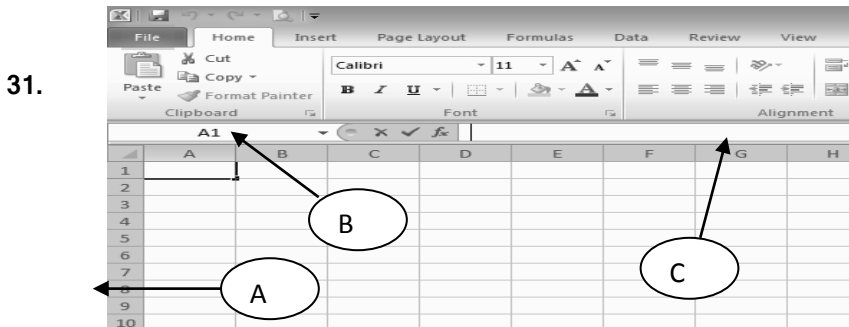 31.
File Home Insert Page Layout Formulas Data Review View
Cut
Calibri 11 A A
Copy
Paste
Format Painter
B I U A
Clipboard Font Alignment
A1 fx
A B C D E F G H
1
2
3
4
5
6
7
8
9
10
B
C
A